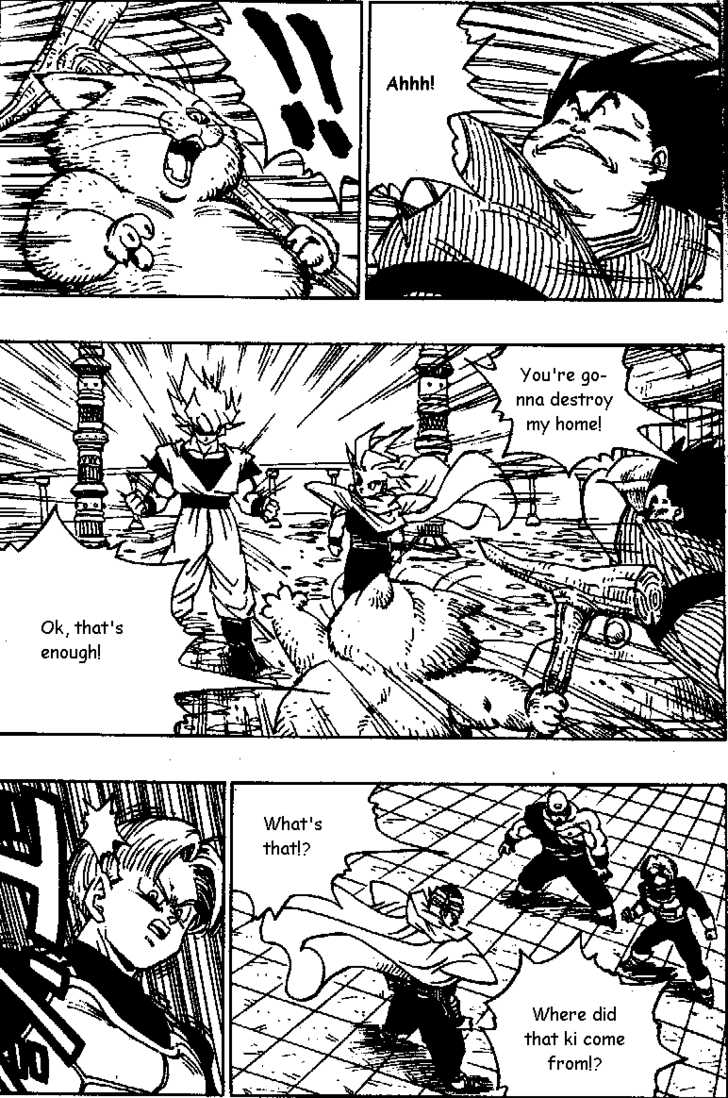 !!
Ahhh!
You're go-
nna destroy
my home!
Ok, that's
enough!
What's
that!?
Where did
that ki come
from!?